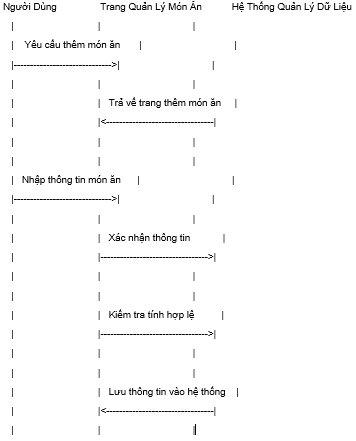 Người Dùng Trang Quản Lý Món Ăn Hệ Thống Quản Lý Dữ Liệu
| | |
| Yêu cầu thêm món ăn | |
|------------------------------->| |
| | |
| | Trả về trang thêm món ăn |
| |<----------------------------------|
| | |
| | |
| Nhập thông tin món ăn | |
|------------------------------->| |
| | |
| | Xác nhận thông tin |
| |---------------------------------->|
| | |
| | |
| | Kiểm tra tính hợp lệ |
| |---------------------------------->|
| | |
| | |
| | Lưu thông tin vào hệ thống |
| |<----------------------------------|
| | |